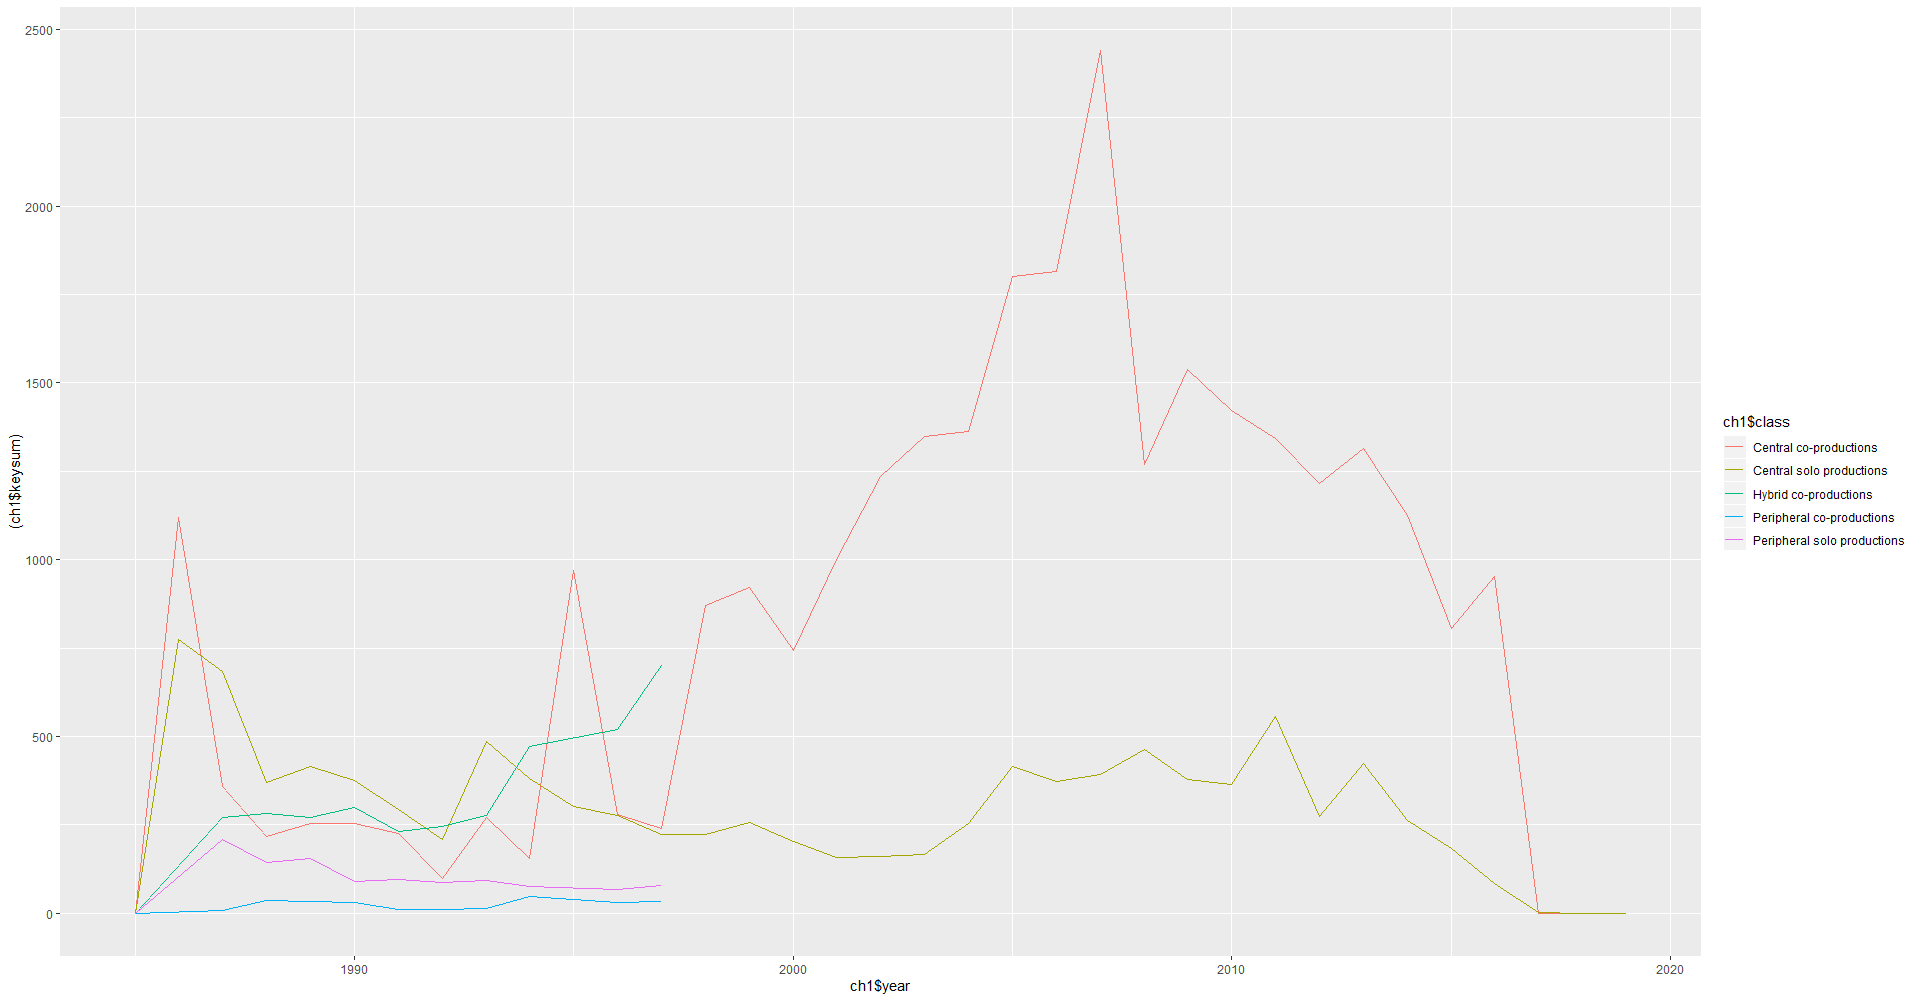 2500
2000
1500
1000
500
0
(ch1$keysum)
1990
2000
2010
2020
ch1$year
ch1$class
Central co-productions
Central solo productions
Hybrid co-productions
Peripheral co-productions
Peripheral solo productions